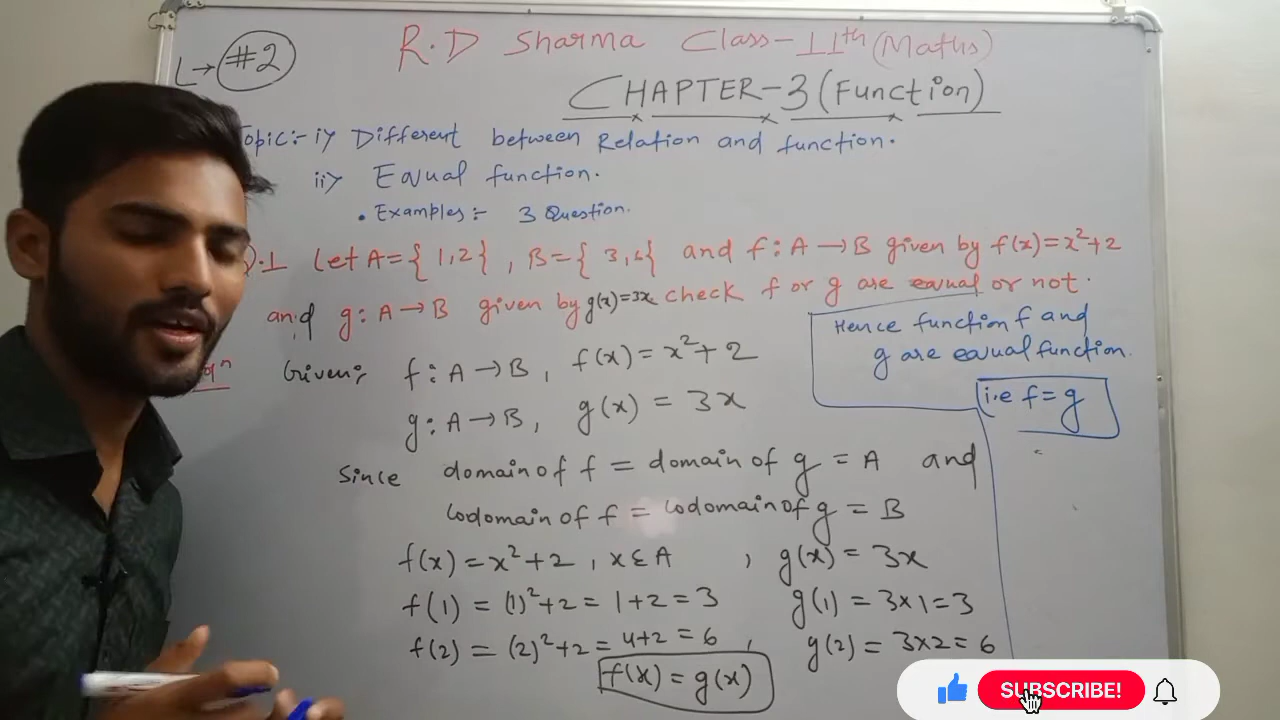 L→ #2
R.D Sharma Class-11th (Maths)
CHAPTER-3 (Function)
Topic:- i) Different between Relation and function.
ii) Equal function.
• Examples:- 3 Question.
Q.1 Let A={ 1,2} , B={ 3,6} and f: A→B given by f(x)=x²+2
and g: A→B given by g(x)=3x check f or g are equal or not.
Given: f: A→B , f(x)=x²+2
g: A→B, g(x) = 3x
Since domain of f = domain of g = A and
codomain of f = codomain of g = B
f(x)=x²+2 , x∈A , g(x) = 3x
f(1) = (1)²+2 = 1+2 = 3 g(1) = 3×1=3
f(2) = (2)²+2 = 4+2 = 6 , g(2) = 3×2=6
f(x) = g(x)
Hence function f and
g are equal function.
i.e f=g
SUBSCRIBE!